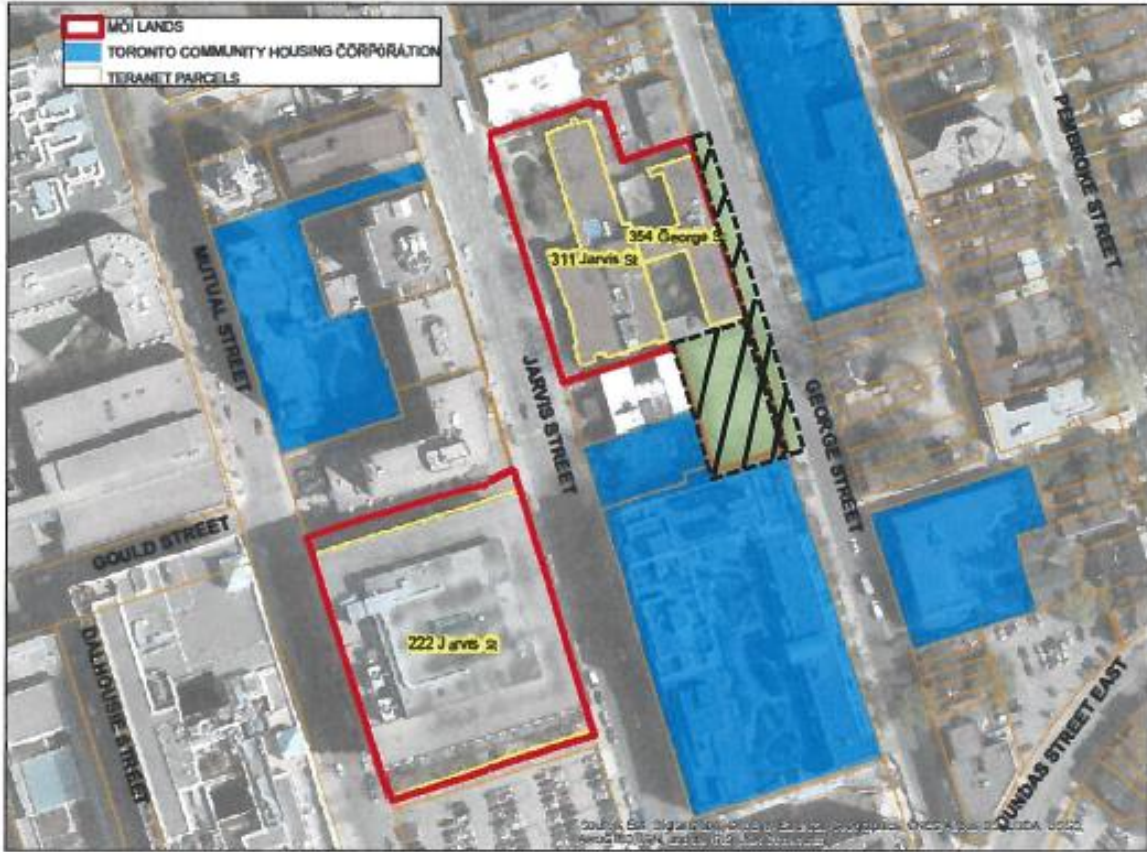 MOI LANDS
TORONTO COMMUNITY HOUSING CORPORATION
TERANET PARCELS
PEMBROKE STREET
354 George S
311 Jarvis St
MUTUAL STREET
JARVIS STREET
GEORGE STREET
GOULD STREET
222 Jarvis St
DALHOUSIE STREET
DUNDAS STREET EAST